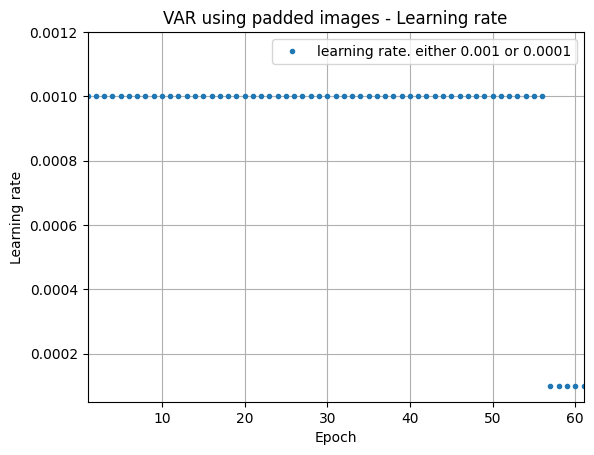 VAR using padded images - Learning rate
learning rate. either 0.001 or 0.0001
0.0012
0.0010
0.0008
0.0006
0.0004
0.0002
Learning rate
10 20 30 40 50 60
Epoch